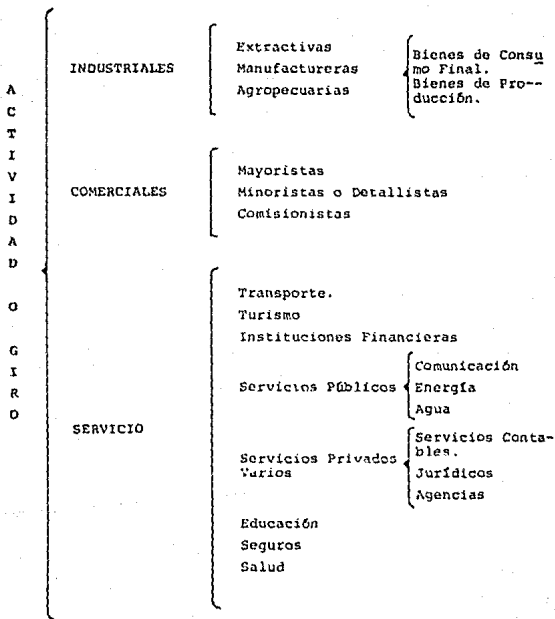 ACTIVIDAD O GIRO
INDUSTRIALES
Extractivas
Manufactureras
Agropecuarias
Bienes de Consu
mo Final.
Bienes de Pro--
ducción.
COMERCIALES
Mayoristas
Minoristas o Detallistas
Comisionistas
SERVICIO
Transporte.
Turismo
Instituciones Financieras
Servicios Públicos
Comunicación
Energía
Agua
Servicios Privados
Varios
Servicios Conta-
bles.
Jurídicos
Agencias
Educación
Seguros
Salud